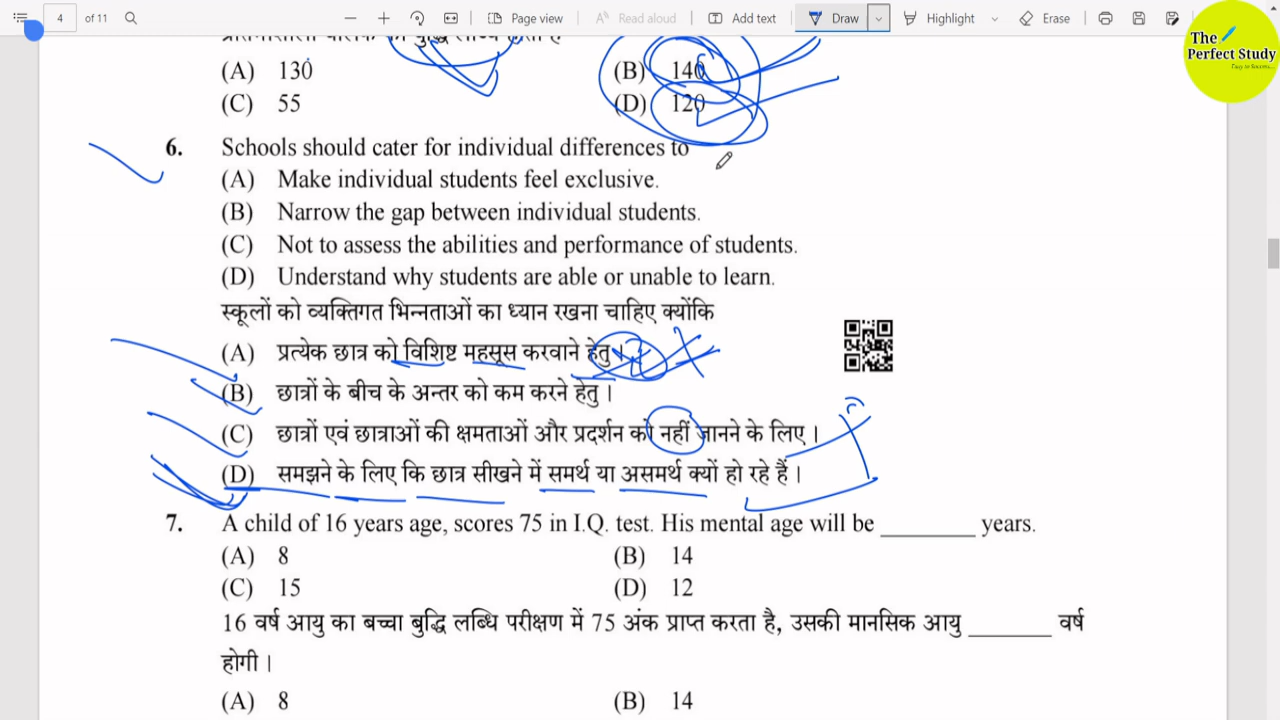 4 of 11 Page view Read aloud Add text Draw Highlight Erase
The
Perfect Study
(A) 130 (B) 140
(C) 55 (D) 120
6. Schools should cater for individual differences to
(A) Make individual students feel exclusive.
(B) Narrow the gap between individual students.
(C) Not to assess the abilities and performance of students.
(D) Understand why students are able or unable to learn.
स्कूलों को व्यक्तिगत भिन्नताओं का ध्यान रखना चाहिए क्योंकि
(A) प्रत्येक छात्र को विशिष्ट महसूस करवाने हेतु ।
(B) छात्रों के बीच के अन्तर को कम करने हेतु ।
(C) छात्रों एवं छात्राओं की क्षमताओं और प्रदर्शन को नहीं जानने के लिए ।
(D) समझने के लिए कि छात्र सीखने में समर्थ या असमर्थ क्यों हो रहे हैं ।
7. A child of 16 years age, scores 75 in I.Q. test. His mental age will be ________ years.
(A) 8 (B) 14
(C) 15 (D) 12
16 वर्ष आयु का बच्चा बुद्धि लब्धि परीक्षण में 75 अंक प्राप्त करता है, उसकी मानसिक आयु _______ वर्ष
होगी ।
(A) 8 (B) 14